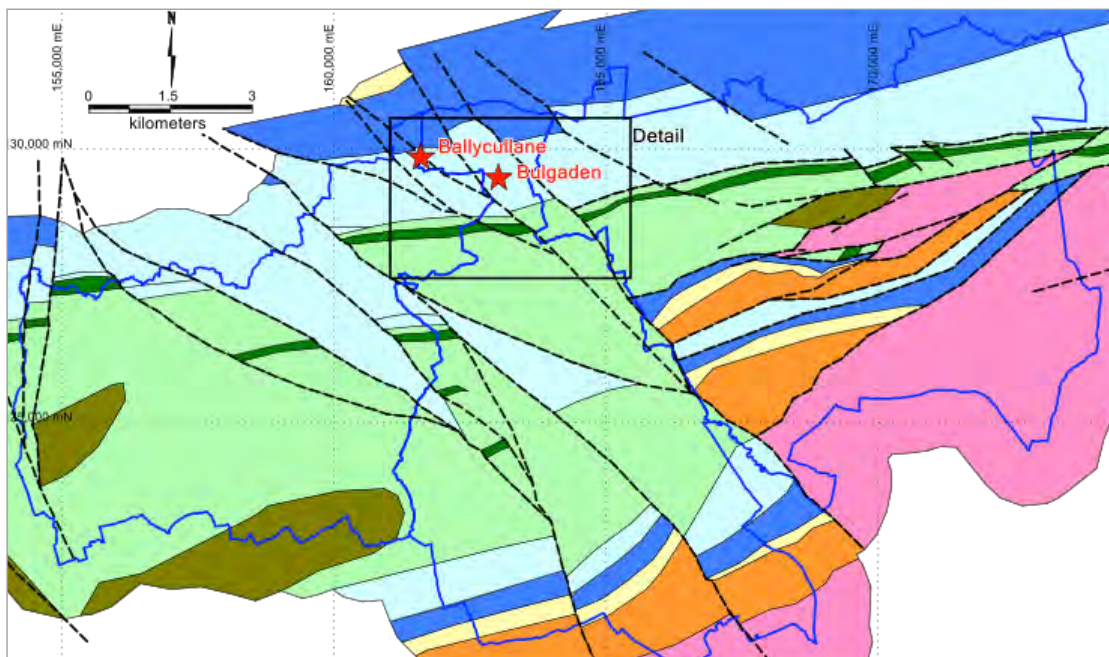 N
155,000 mE
160,000 mE
165,000 mE
170,000 mE
0 1.5 3
kilometers
30,000 mN
Detail
Ballycullane
Bulgaden